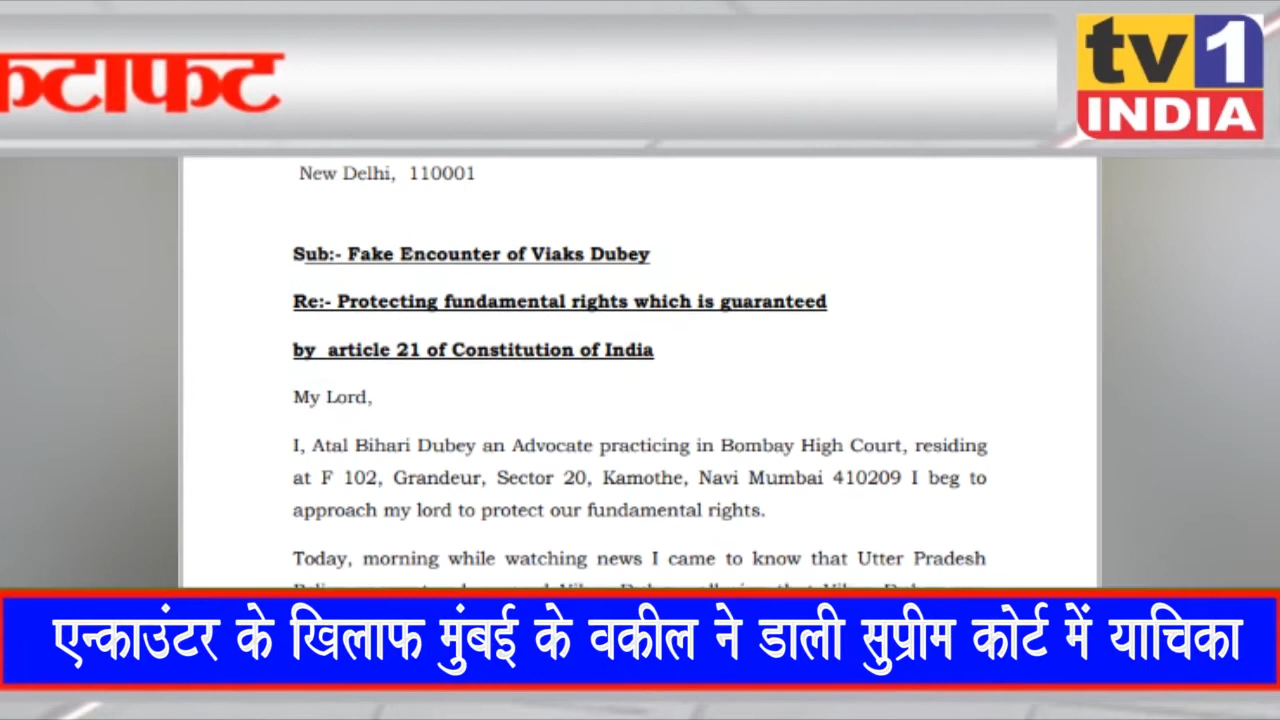 फटाफट
tv1
INDIA
New Delhi, 110001
Sub:- Fake Encounter of Viaks Dubey
Re:- Protecting fundamental rights which is guaranteed
by article 21 of Constitution of India
My Lord,
I, Atal Bihari Dubey an Advocate practicing in Bombay High Court, residing
at F 102, Grandeur, Sector 20, Kamothe, Navi Mumbai 410209 I beg to
approach my lord to protect our fundamental rights.
Today, morning while watching news I came to know that Utter Pradesh
एन्काउंटर के खिलाफ मुंबई के वकील ने डाली सुप्रीम कोर्ट में याचिका